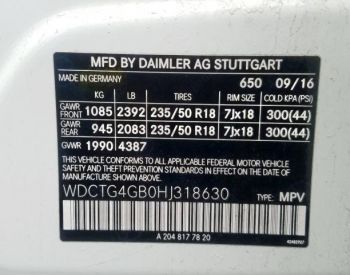 MFD BY DAIMLER AG STUTTGART
MADE IN GERMANY 650 09/16
GAWR KG LB TIRES RIM SIZE COLD KPA(PSI)
FRONT 1085 2392 235/50 R18 7Jx18 300(44)
GAWR
REAR 945 2083 235/50 R18 7Jx18 300(44)
GVWR 1990 4387
THIS VEHICLE CONFORMS TO ALL APPLICABLE U.S. FEDERAL
MOTOR VEHICLE SAFETY
STANDARDS IN EFFECT ON THE DATE OF
MANUFACTURE SHOWN ABOVE
WDCTG4GB0HJ318630 TYPE: MPV
A 204 817 78 20